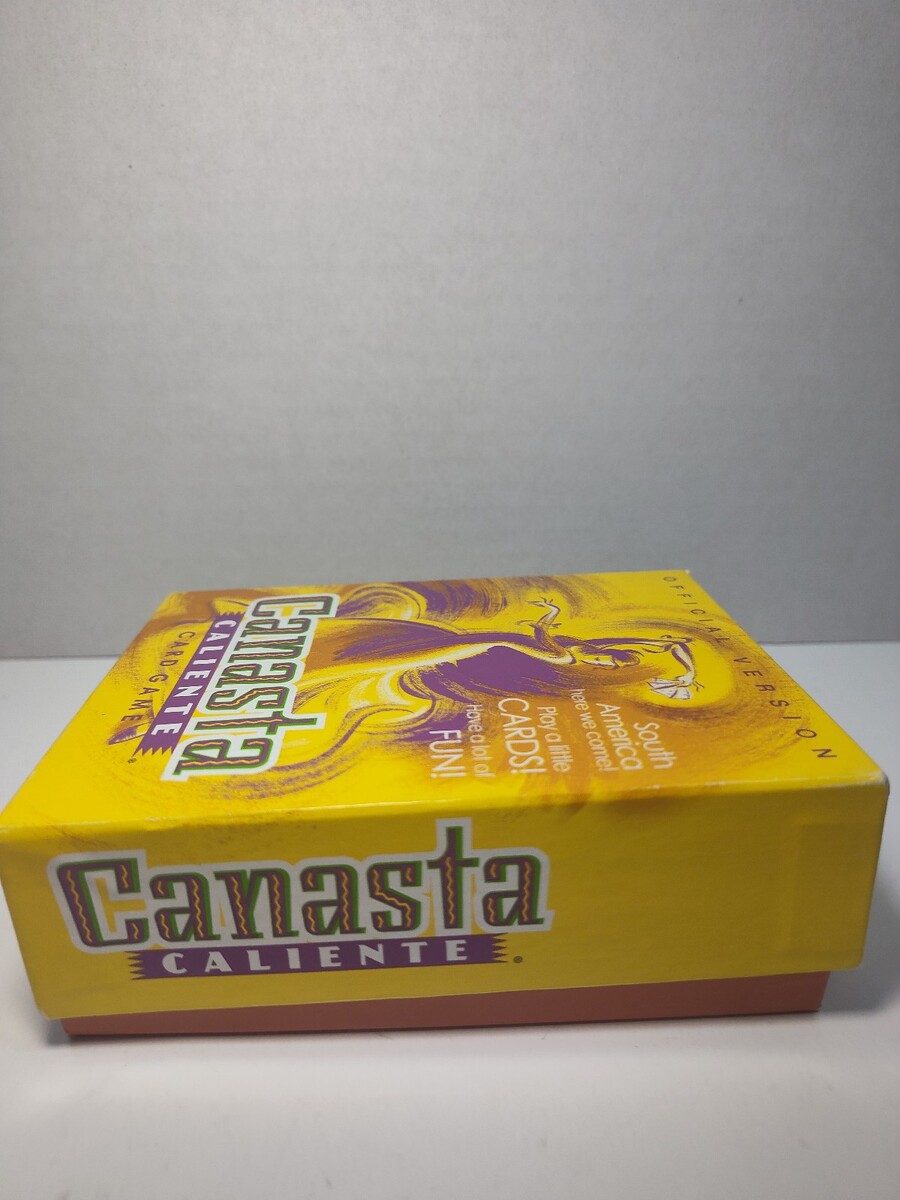 OFFICIAL VERSION
South
America
here we come!
Play a little
CARDS!
Have a lot of
FUN!
Canasta
CALIENTE®
CARD GAME
Canasta
CALIENTE®